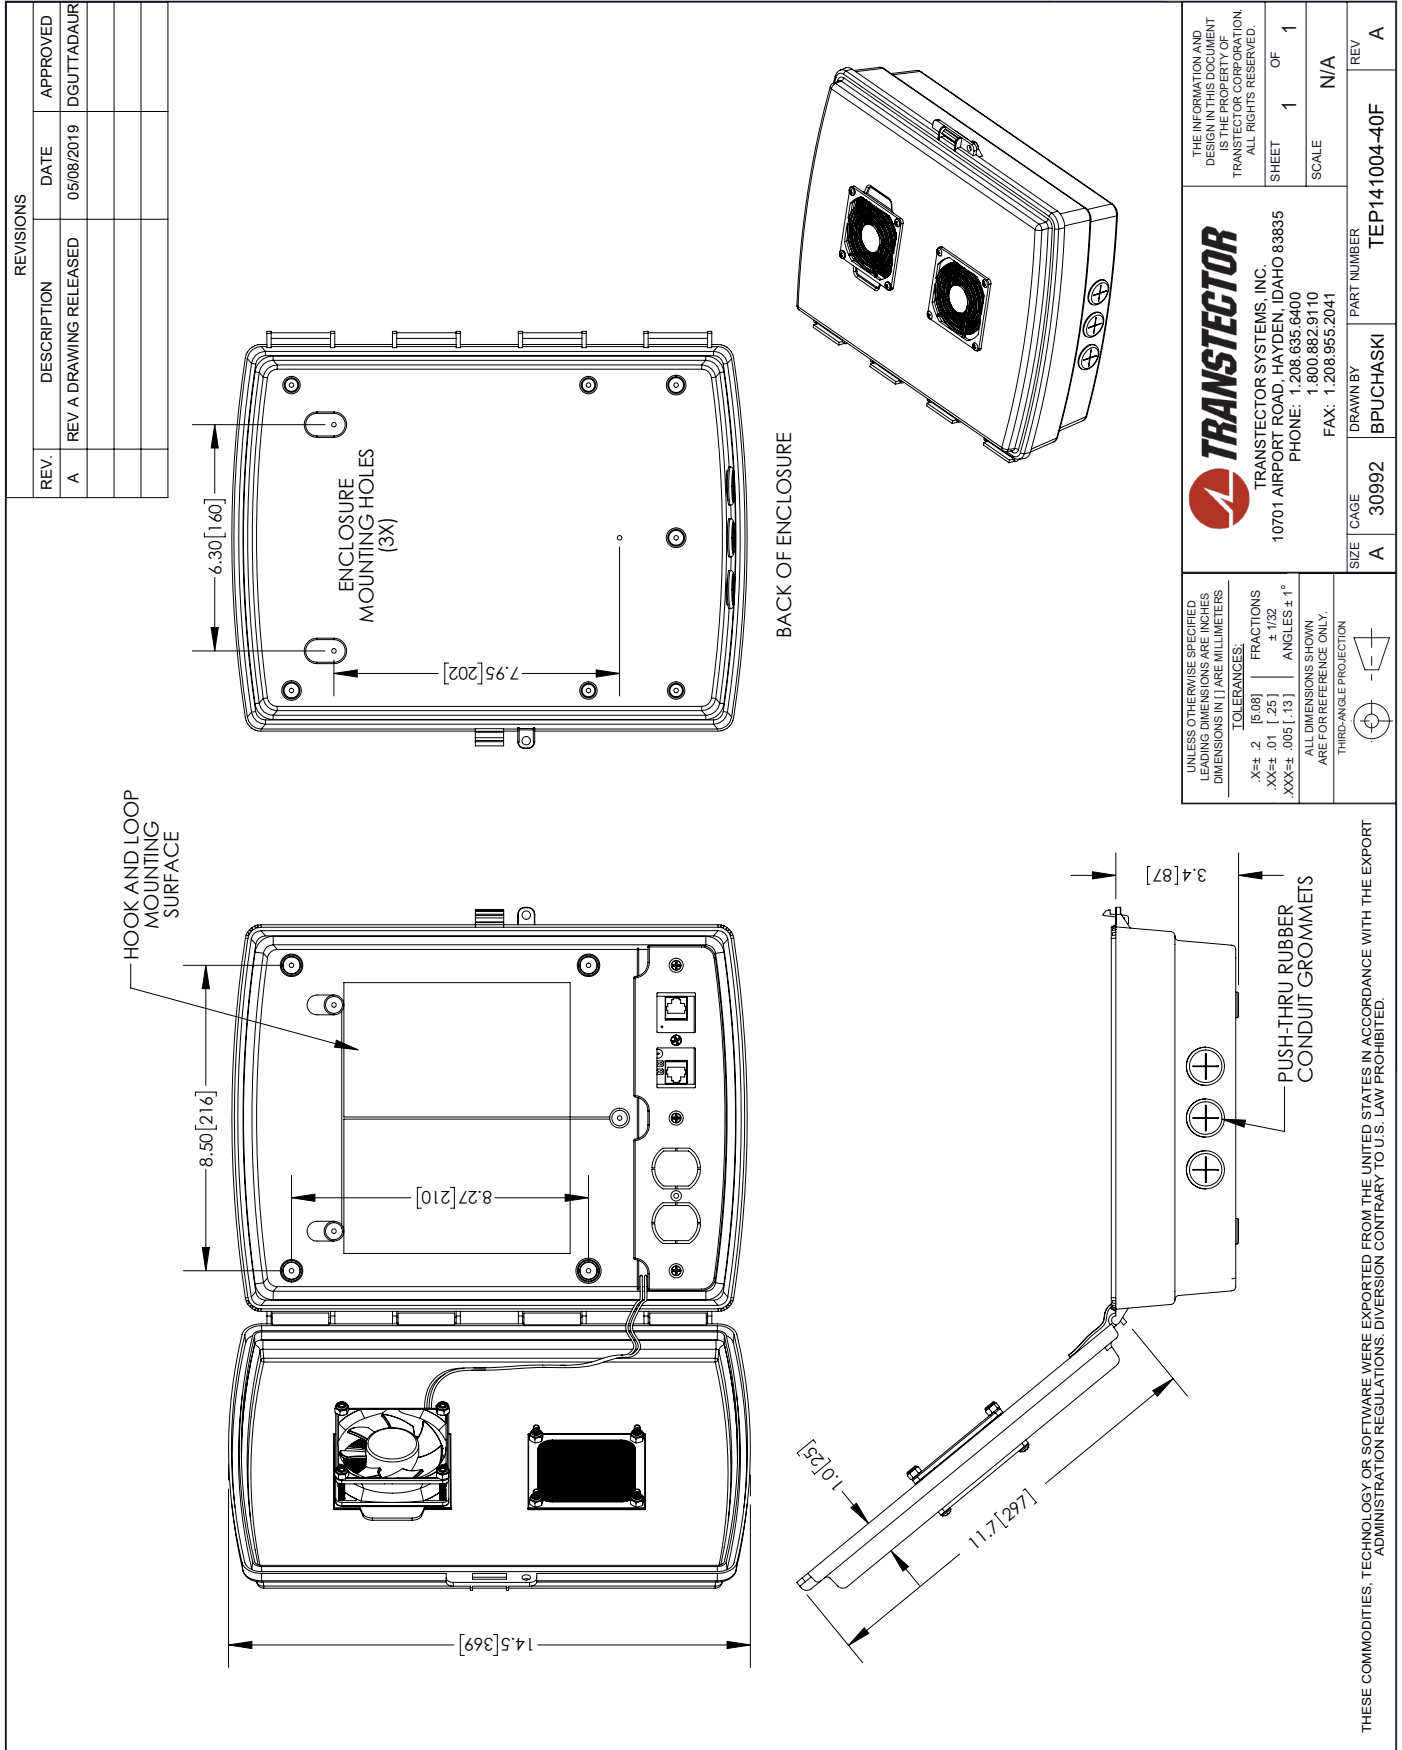 REVISIONS
REV. DESCRIPTION DATE APPROVED
A REV A DRAWING RELEASED 05/08/2019 DGUTTADAUR
HOOK AND LOOP
MOUNTING
SURFACE
8.50[216]
8.27[210]
14.5[369]
6.30[160]
ENCLOSURE
MOUNTING HOLES
(3X)
7.95[202]
BACK OF ENCLOSURE
1.0[25]
11.7[297]
3.4[87]
PUSH-THRU RUBBER
CONDUIT GROMMETS
THESE COMMODITIES, TECHNOLOGY OR SOFTWARE WERE EXPORTED FROM THE UNITED STATES IN ACCORDANCE WITH THE EXPORT
ADMINISTRATION REGULATIONS. DIVERSION CONTRARY TO U.S. LAW PROHIBITED.
UNLESS OTHERWISE SPECIFIED
LEADING DIMENSIONS ARE INCHES
DIMENSIONS IN [ ] ARE MILLIMETERS
TOLERANCES:
.X=± .2 [5.08] FRACTIONS
.XX=± .01 [.25] ± 1/32
.XXX=± .005 [.13] ANGLES ± 1°
ALL DIMENSIONS SHOWN
ARE FOR REFERENCE ONLY.
THIRD-ANGLE PROJECTION
TRANSTECTOR
TRANSTECTOR SYSTEMS, INC.
10701 AIRPORT ROAD, HAYDEN, IDAHO 83835
PHONE: 1.208.635.6400
1.800.882.9110
FAX: 1.208.955.2041
THE INFORMATION AND
DESIGN IN THIS DOCUMENT
IS THE PROPERTY OF
TRANSTECTOR CORPORATION.
ALL RIGHTS RESERVED.
SHEET 1 OF 1
SCALE N/A
SIZE A
CAGE 30992
DRAWN BY BPUCHASKI
PART NUMBER TEP141004-40F
REV A